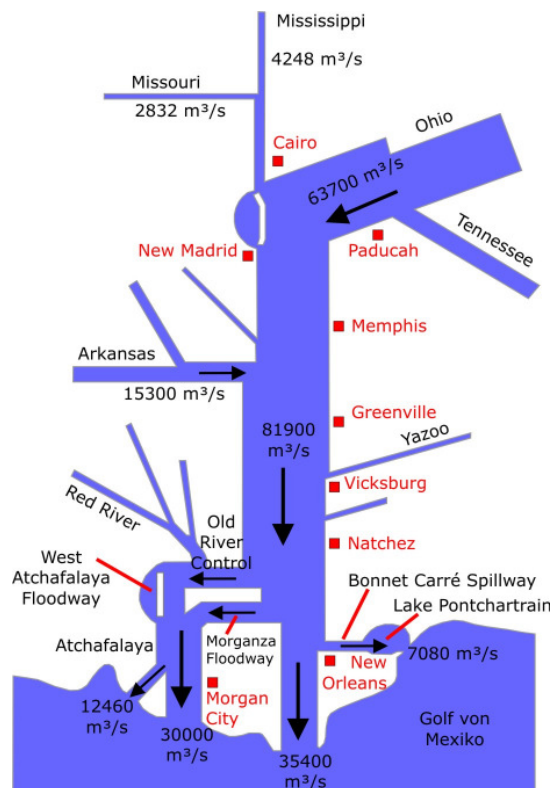 Mississippi
4248 m³/s
Missouri
2832 m³/s
Ohio
Cairo
63700 m³/s
Tennessee
New Madrid
Paducah
Memphis
Arkansas
15300 m³/s
Greenville
81900
m³/s
Yazoo
Vicksburg
Red River
Old
River
Control
Natchez
West
Atchafalaya
Floodway
Bonnet Carré Spillway
Lake Pontchartrain
Atchafalaya
Morganza
Floodway
7080 m³/s
New
Orleans
12460
m³/s
Morgan
City
30000
m³/s
35400
m³/s
Golf von
Mexiko